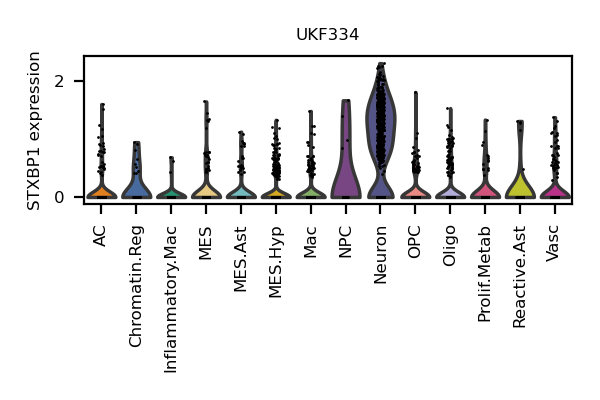 UKF334
STXBP1 expression
2
0
AC
Chromatin.Reg
Inflammatory.Mac
MES
MES.Ast
MES.Hyp
Mac
NPC
Neuron
OPC
Oligo
Prolif.Metab
Reactive.Ast
Vasc